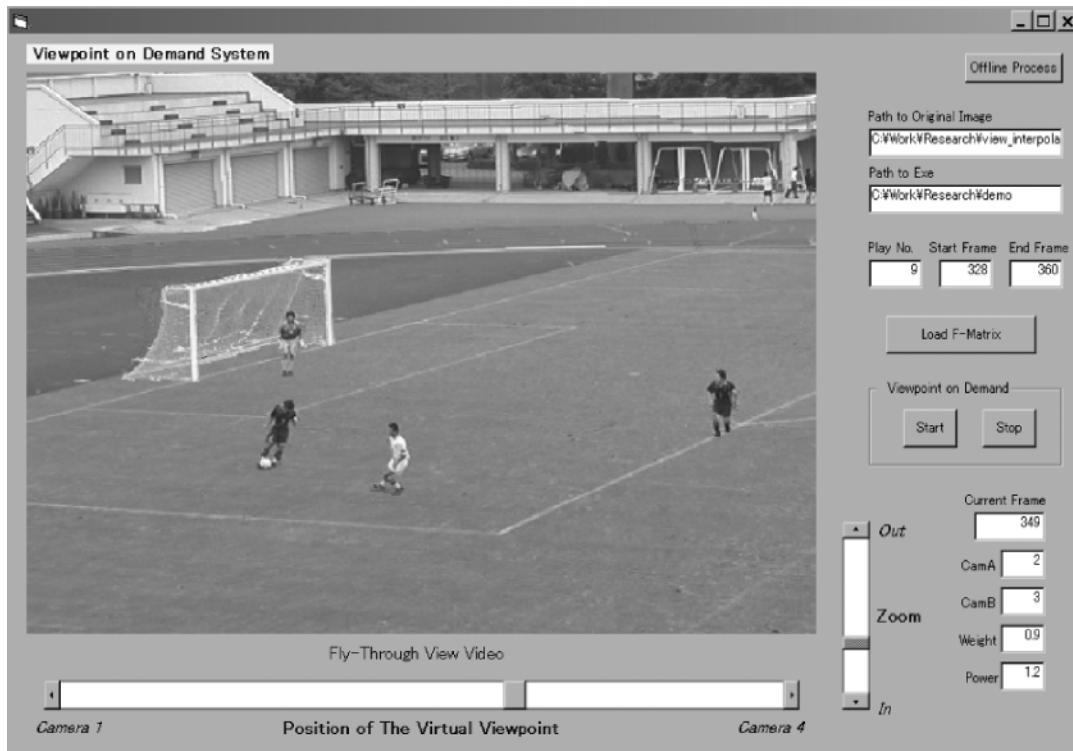 Viewpoint on Demand System
Offline Process
Path to Original Image
C:¥Work¥Research¥view_interpola
Path to Exe
C:¥Work¥Research¥demo
Play No. Start Frame End Frame
9 328 360
Load F-Matrix
Viewpoint on Demand
Start Stop
Current Frame
349
Out
CamA 2
CamB 3
Zoom
Weight 0.9
Power 1.2
In
Fly-Through View Video
Camera 1 Position of The Virtual Viewpoint Camera 4